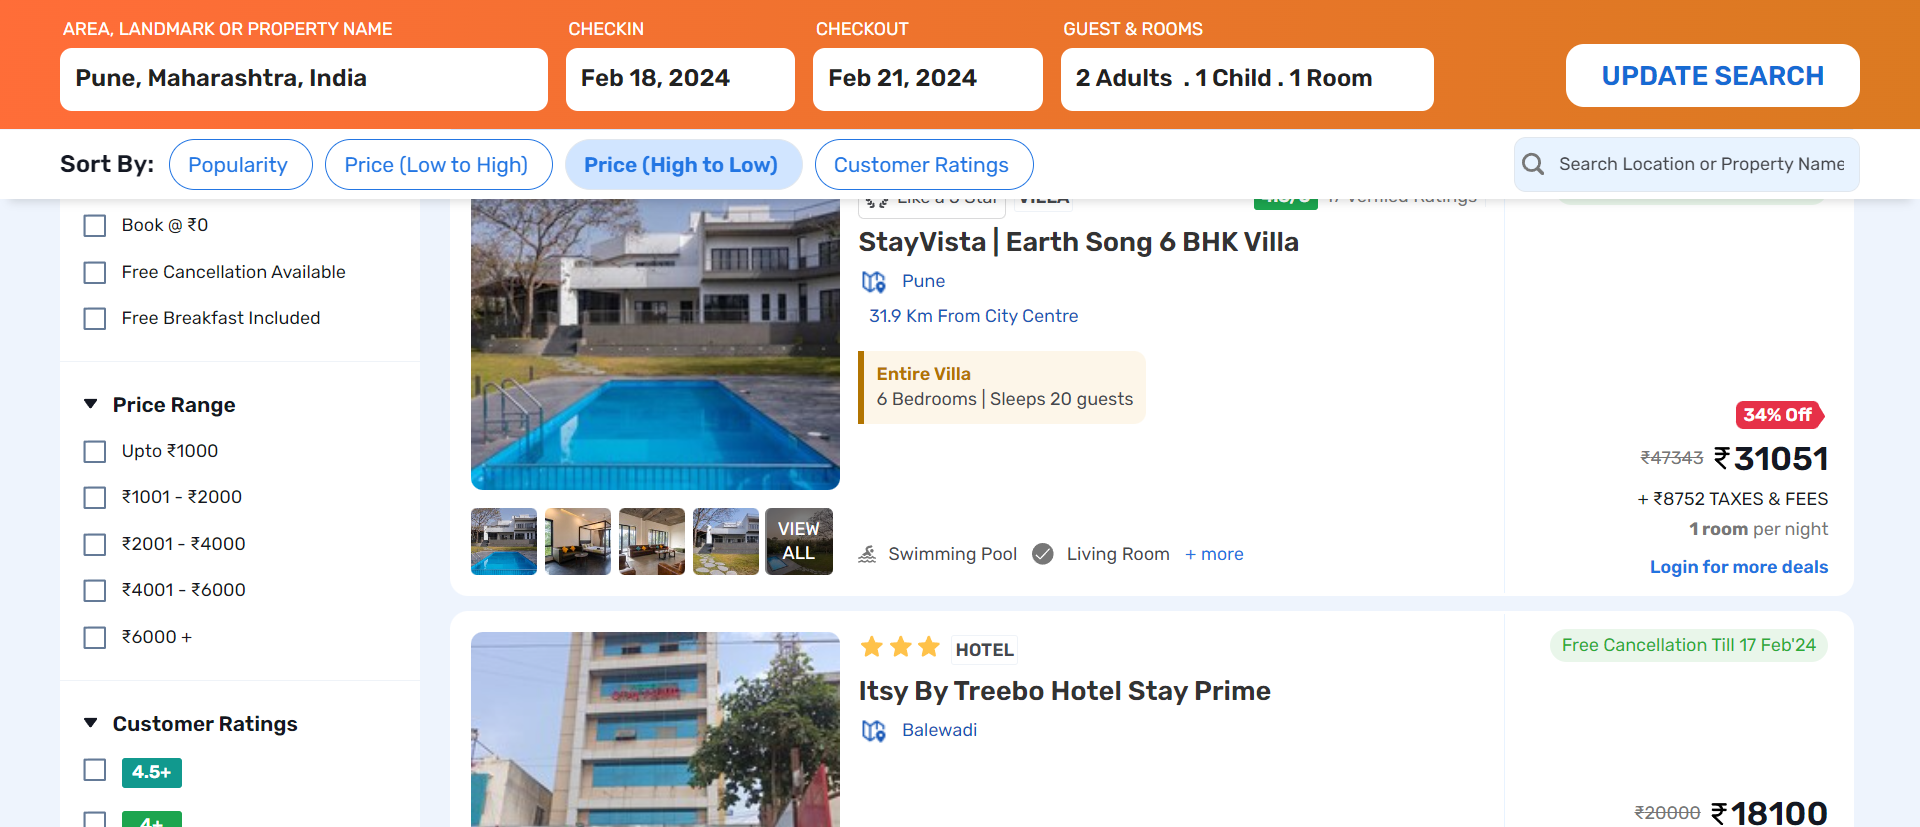 AREA, LANDMARK OR PROPERTY NAME
CHECKIN
CHECKOUT
GUEST & ROOMS
Pune, Maharashtra, India
Feb 18, 2024
Feb 21, 2024
2 Adults . 1 Child . 1 Room
UPDATE SEARCH
Sort By:
Popularity
Price (Low to High)
Price (High to Low)
Customer Ratings
Search Location or Property Name
Book @ ₹0
Free Cancellation Available
Free Breakfast Included
Price Range
Upto ₹1000
₹1001 - ₹2000
₹2001 - ₹4000
₹4001 - ₹6000
₹6000 +
Customer Ratings
4.5+
4+
VILLA
17 Verified Ratings
StayVista | Earth Song 6 BHK Villa
Pune
31.9 Km From City Centre
Entire Villa
6 Bedrooms | Sleeps 20 guests
VIEW
ALL
Swimming Pool
Living Room
+ more
34% Off
₹47343 ₹31051
+ ₹8752 TAXES & FEES
1 room per night
Login for more deals
HOTEL
Itsy By Treebo Hotel Stay Prime
Balewadi
Free Cancellation Till 17 Feb'24
₹20000 ₹18100